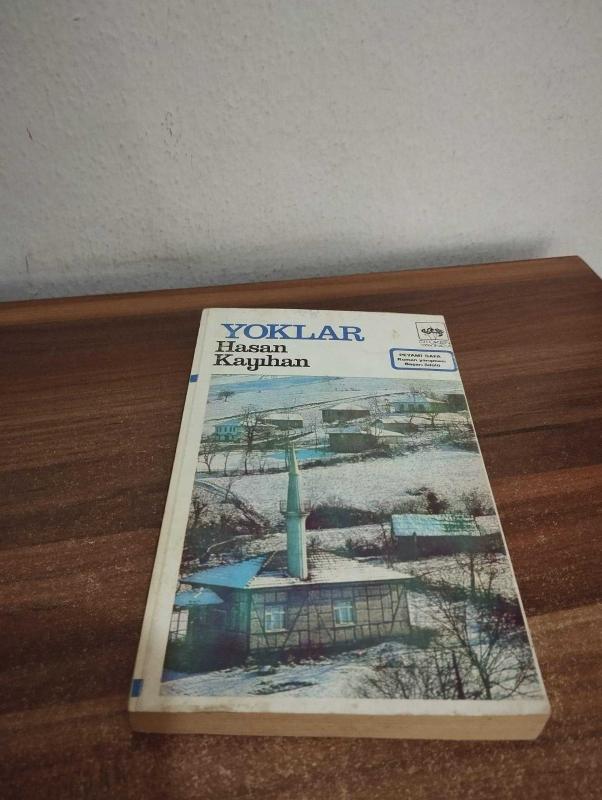 YOKLAR
Hasan
Kayıhan
PEYAMİ SAFA
Roman yarışması
Başarı ödülü